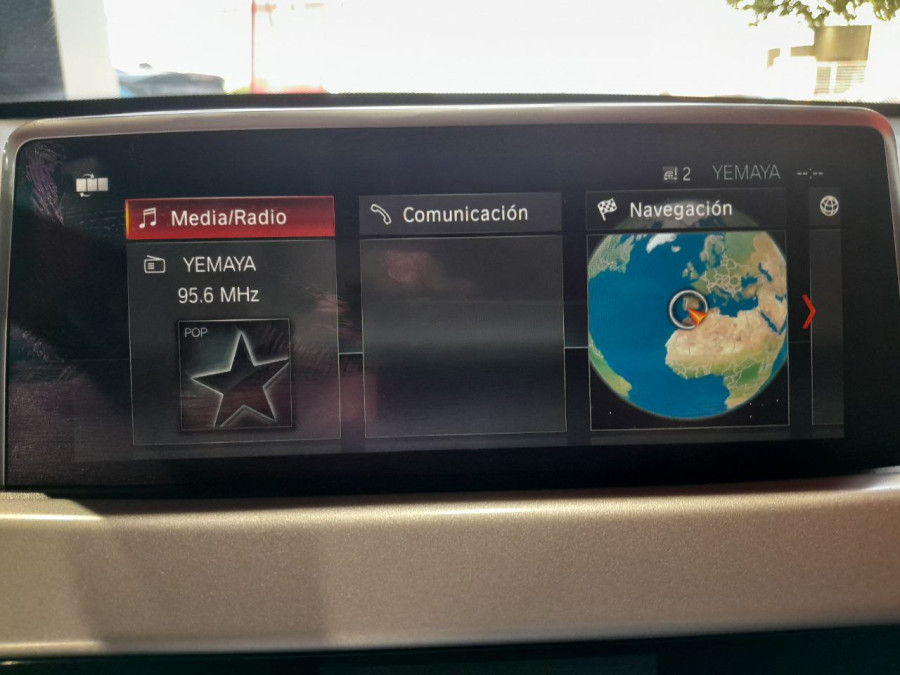 2 YEMAYA --:--
Media/Radio
Comunicación
Navegación
YEMAYA
95.6 MHz
POP